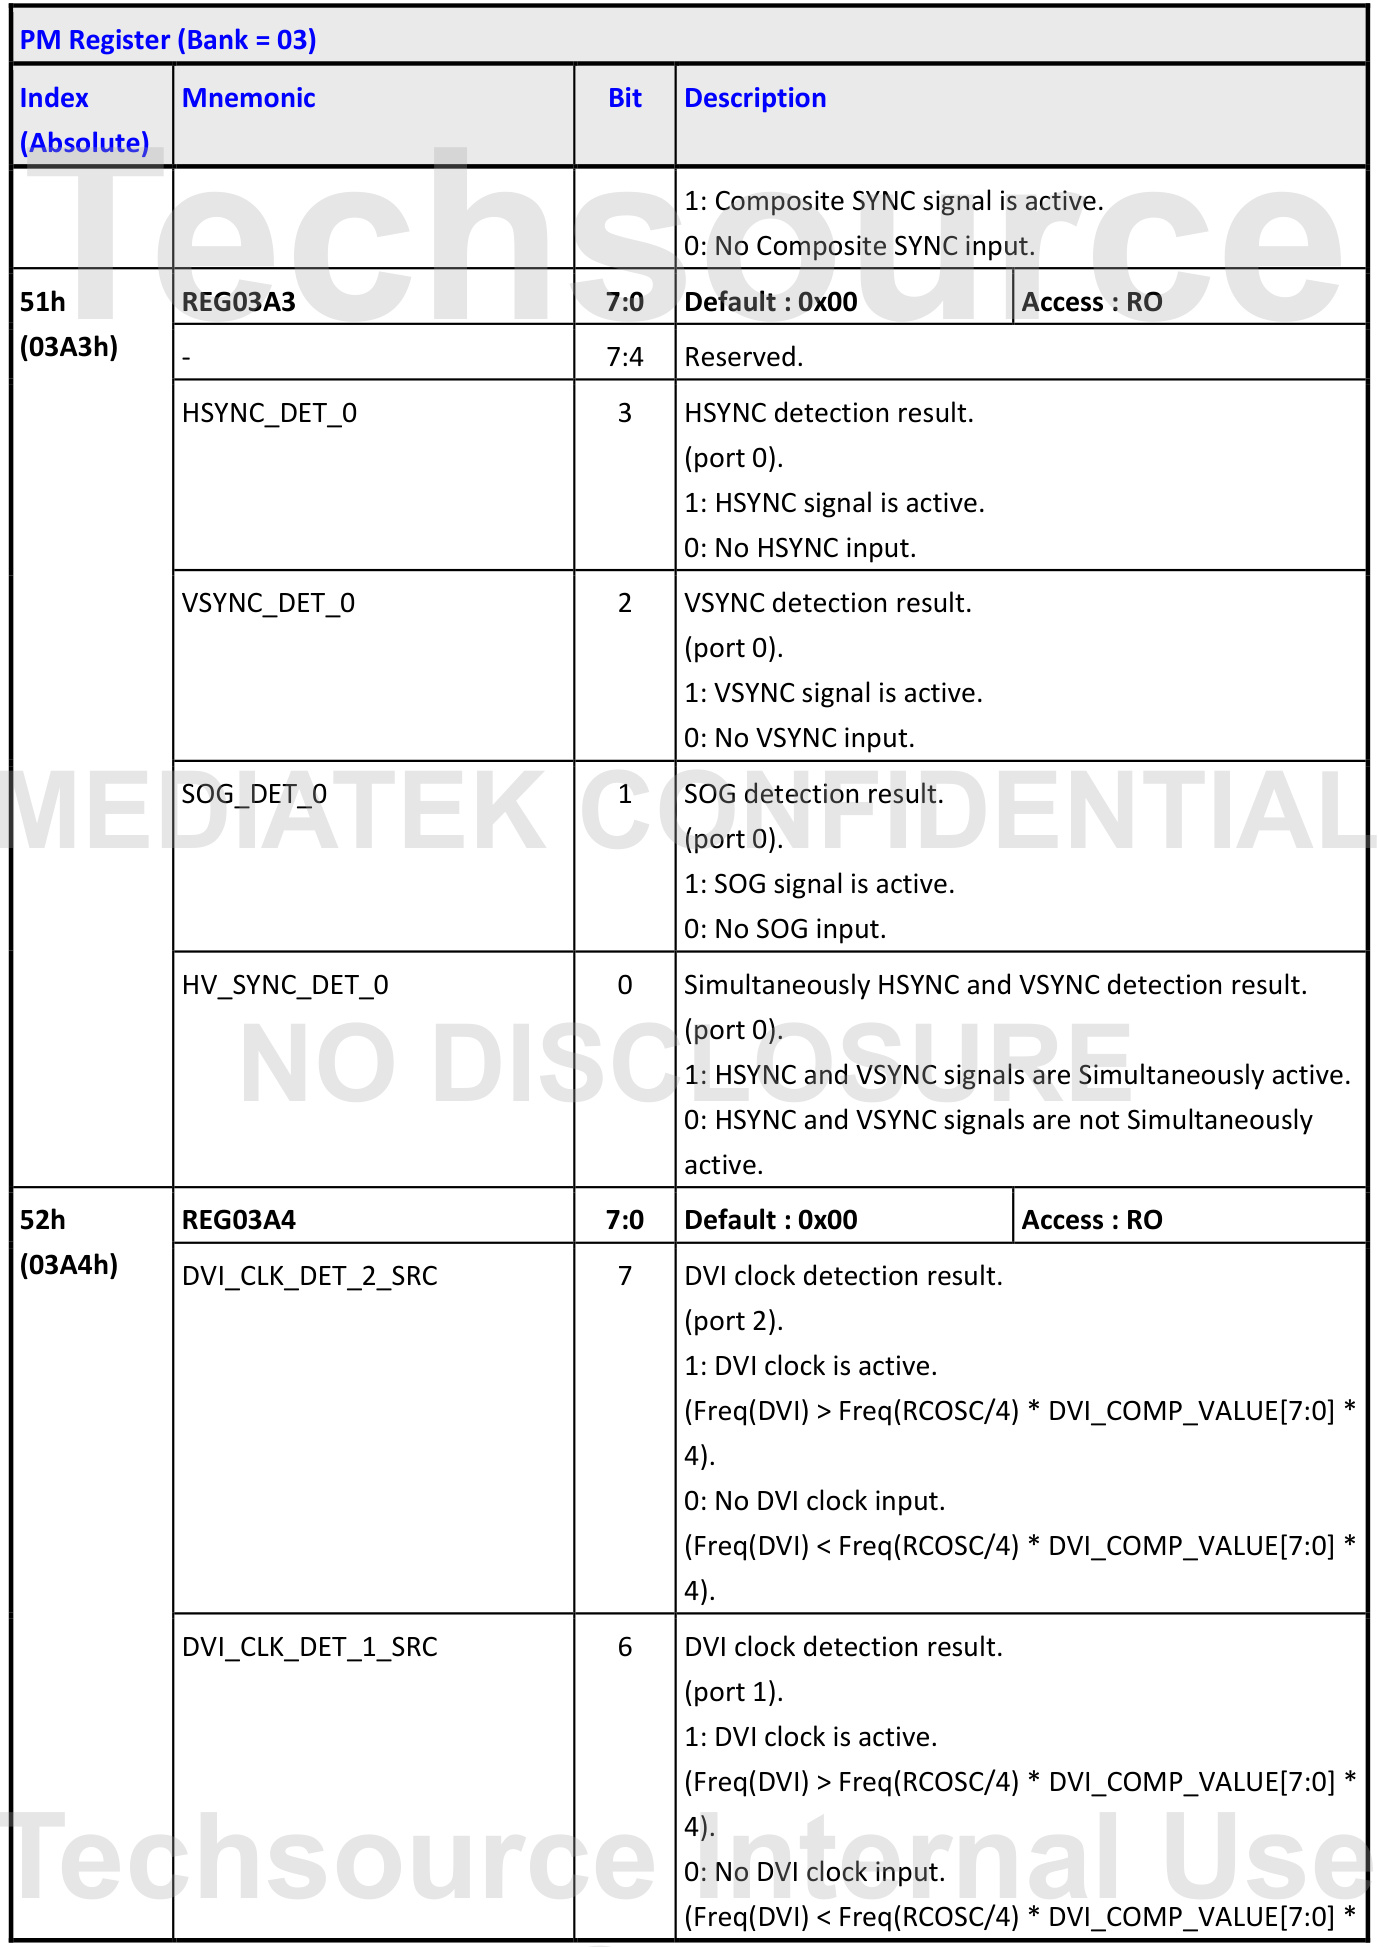 PM Register (Bank = 03)
Index
(Absolute)
Mnemonic
Bit
Description
1: Composite SYNC signal is active.
0: No Composite SYNC input.
Techsource
51h
(03A3h)
REG03A3
7:0
Default : 0x00
Access : RO
-
7:4
Reserved.
HSYNC_DET_0
3
HSYNC detection result.
(port 0).
1: HSYNC signal is active.
0: No HSYNC input.
VSYNC_DET_0
2
VSYNC detection result.
(port 0).
1: VSYNC signal is active.
0: No VSYNC input.
MEDIATEK CONFIDENTIAL
SOG_DET_0
1
SOG detection result.
(port 0).
1: SOG signal is active.
0: No SOG input.
HV_SYNC_DET_0
0
Simultaneously HSYNC and VSYNC detection result.
(port 0).
1: HSYNC and VSYNC signals are Simultaneously active.
0: HSYNC and VSYNC signals are not Simultaneously
active.
NO DISCLOSURE
52h
(03A4h)
REG03A4
7:0
Default : 0x00
Access : RO
DVI_CLK_DET_2_SRC
7
DVI clock detection result.
(port 2).
1: DVI clock is active.
(Freq(DVI) > Freq(RCOSC/4) * DVI_COMP_VALUE[7:0] *
4).
0: No DVI clock input.
(Freq(DVI) < Freq(RCOSC/4) * DVI_COMP_VALUE[7:0] *
4).
DVI_CLK_DET_1_SRC
6
DVI clock detection result.
(port 1).
1: DVI clock is active.
(Freq(DVI) > Freq(RCOSC/4) * DVI_COMP_VALUE[7:0] *
4).
0: No DVI clock input.
(Freq(DVI) < Freq(RCOSC/4) * DVI_COMP_VALUE[7:0] *
Techsource Internal Use